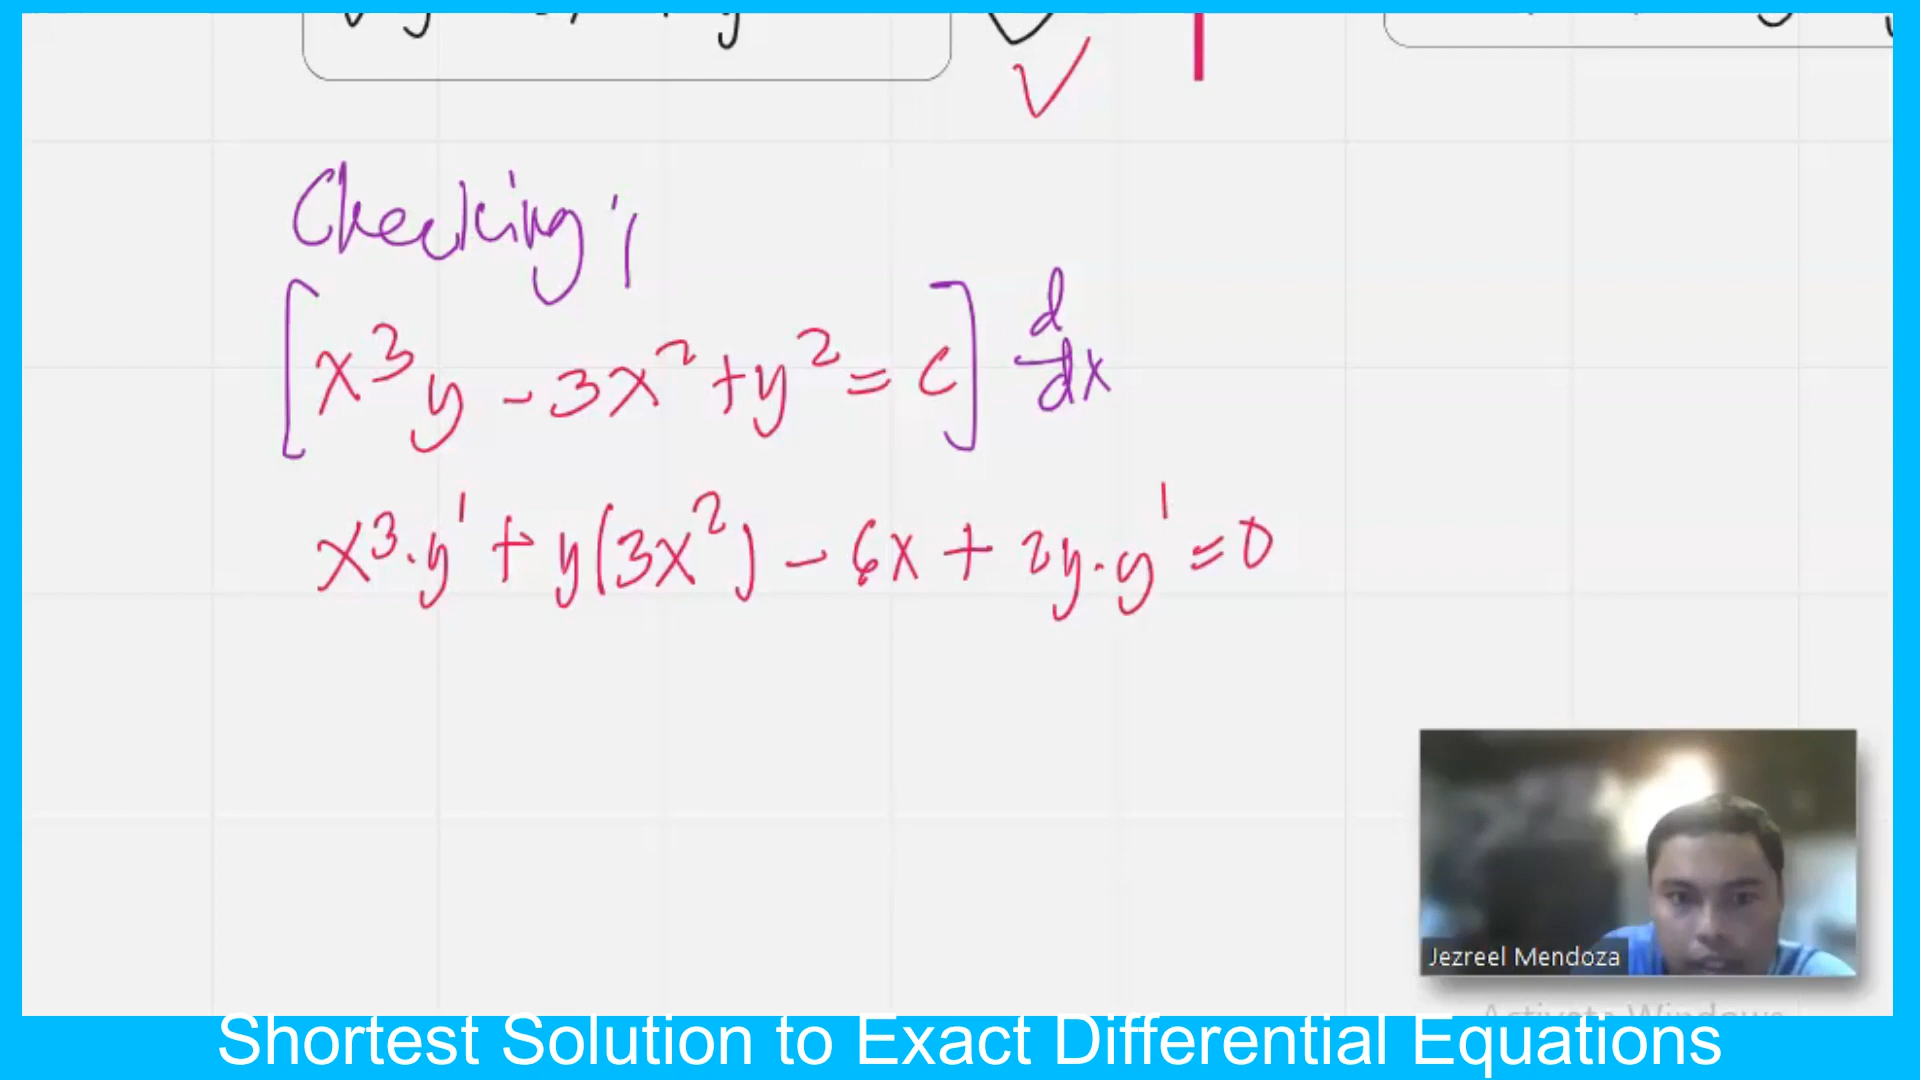 Checking;
[x³y - 3x² + y² = c] d/dx
x³·y' + y(3x²) - 6x + 2y·y' = 0
Jezreel Mendoza
Shortest Solution to Exact Differential Equations